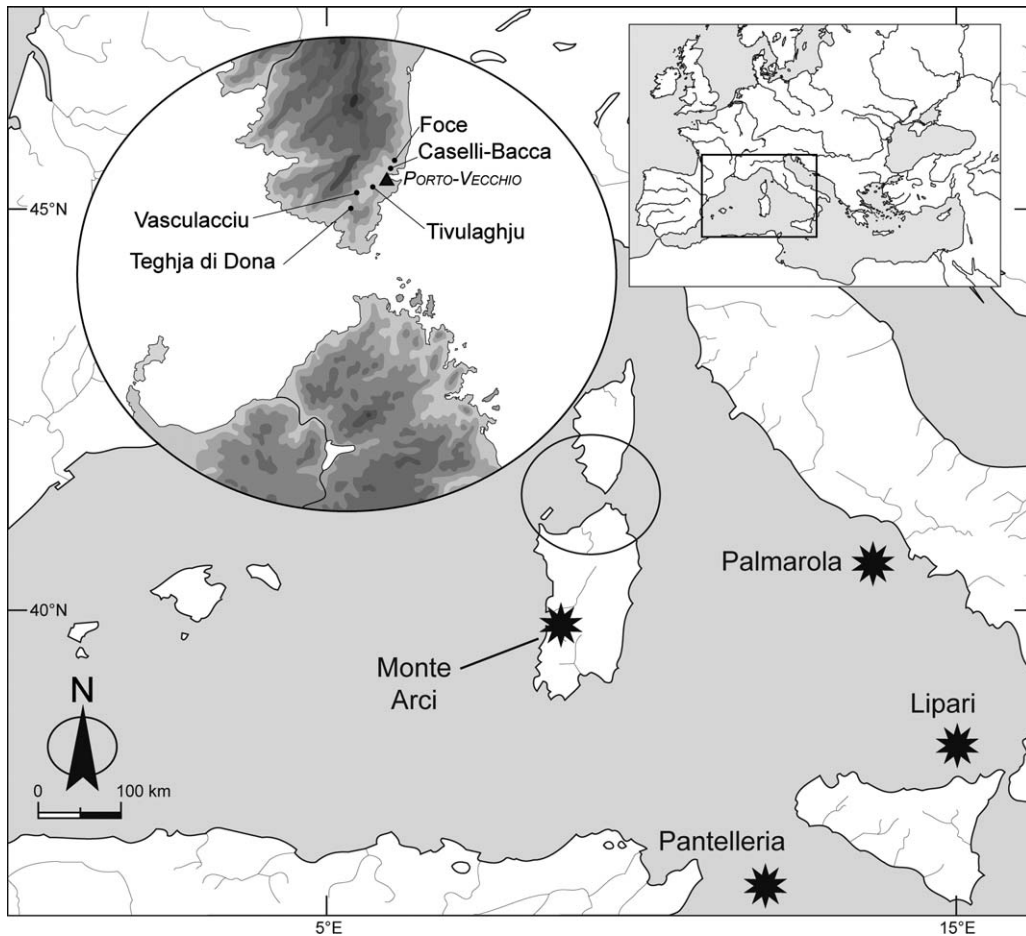 Foce
Caselli-Bacca
PORTO-VECCHIO
Vasculacciu
Tivulaghju
Teghja di Dona
45°N
Palmarola
40°N
Monte
Arci
N
Lipari
0 100 km
Pantelleria
5°E 15°E